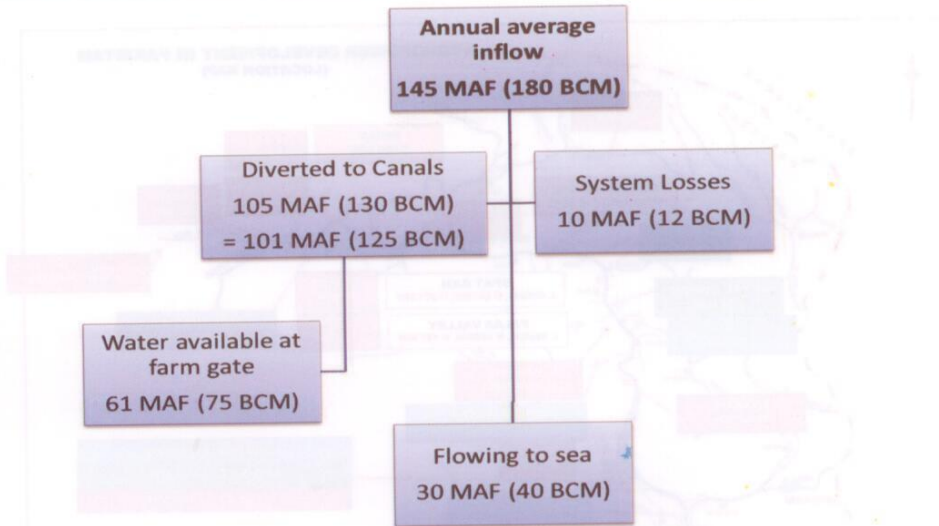 Annual average
inflow
145 MAF (180 BCM)
Diverted to Canals
105 MAF (130 BCM)
= 101 MAF (125 BCM)
System Losses
10 MAF (12 BCM)
Water available at
farm gate
61 MAF (75 BCM)
Flowing to sea
30 MAF (40 BCM)